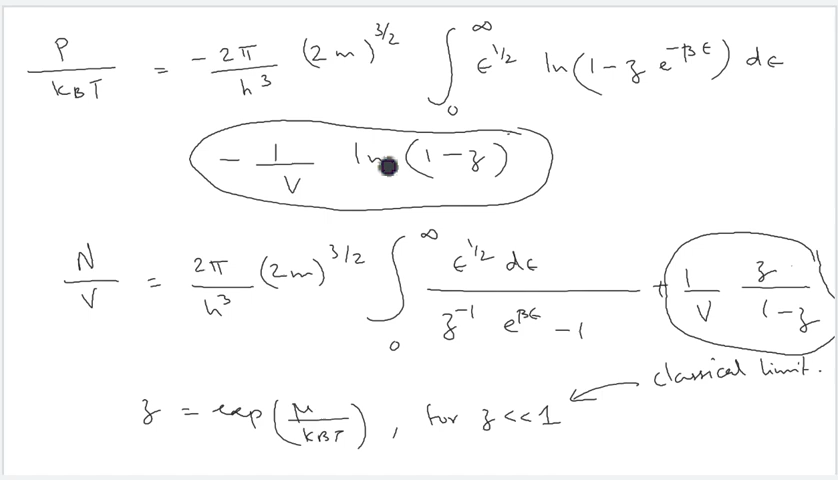 P/k_BT = -2π/h³ (2m)^{3/2} ∫₀^∞ ε^{1/2} ln(1 - z e^{-βε}) dε
- 1/V ln(1 - z)
N/V = 2π/h³ (2m)^{3/2} ∫₀^∞ ε^{1/2} dε / (z^{-1} e^{βε} - 1) + 1/V z/(1 - z)
classical limit.
z = exp(μ/k_BT), for z << 1